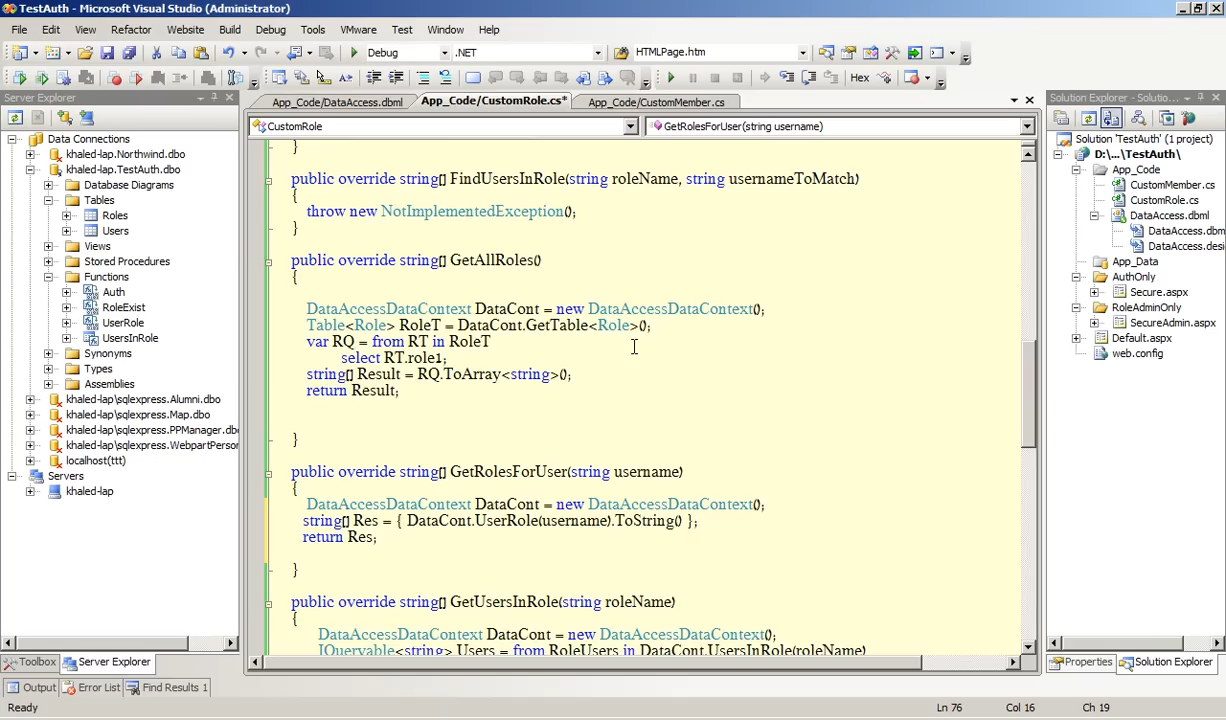 TestAuth - Microsoft Visual Studio (Administrator)
File Edit View Refactor Website Build Debug Tools VMware Test Window Help
Debug .NET HTMLPage.htm
Hex
Server Explorer
App_Code/DataAccess.dbml App_Code/CustomRole.cs* App_Code/CustomMember.cs
Solution Explorer - Solutio...
CustomRole GetRolesForUser(string username)
Data Connections
khaled-lap.Northwind.dbo
khaled-lap.TestAuth.dbo
Database Diagrams
Tables
Roles
Users
Views
Stored Procedures
Functions
Auth
RoleExist
UserRole
UsersInRole
Synonyms
Types
Assemblies
khaled-lap\sqlexpress.Alumni.dbo
khaled-lap\sqlexpress.Map.dbo
khaled-lap\sqlexpress.PPManager.dbo
khaled-lap\sqlexpress.WebpartPerson
localhost(ttt)
Servers
khaled-lap
}
public override string[] FindUsersInRole(string roleName, string usernameToMatch)
{
throw new NotImplementedException();
}
public override string[] GetAllRoles()
{
DataAccessDataContext DataCont = new DataAccessDataContext();
Table<Role> RoleT = DataCont.GetTable<Role>();
var RQ = from RT in RoleT
select RT.role1;
string[] Result = RQ.ToArray<string>();
return Result;
}
public override string[] GetRolesForUser(string username)
{
DataAccessDataContext DataCont = new DataAccessDataContext();
string[] Res = { DataCont.UserRole(username).ToString() };
return Res;
}
public override string[] GetUsersInRole(string roleName)
{
DataAccessDataContext DataCont = new DataAccessDataContext();
IQueryable<string> Users = from RoleUsers in DataCont.UsersInRole(roleName)
Solution 'TestAuth' (1 project)
D:\...\TestAuth\
App_Code
CustomMember.cs
CustomRole.cs
DataAccess.dbml
DataAccess.dbm
DataAccess.desi
App_Data
AuthOnly
Secure.aspx
RoleAdminOnly
SecureAdmin.aspx
Default.aspx
web.config
Toolbox Server Explorer
Properties Solution Explorer
Output Error List Find Results 1
Ready Ln 76 Col 16 Ch 19